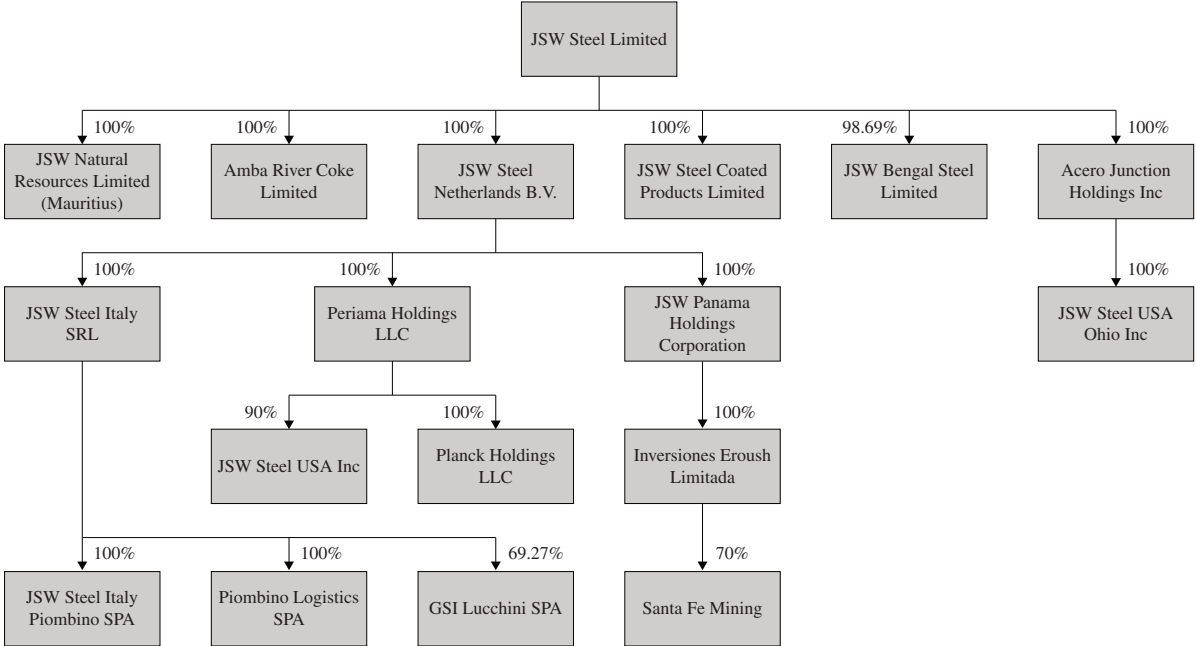 JSW Steel Limited
100%
100%
100%
100%
98.69%
100%
JSW Natural
Resources Limited
(Mauritius)
Amba River Coke
Limited
JSW Steel
Netherlands B.V.
JSW Steel Coated
Products Limited
JSW Bengal Steel
Limited
Acero Junction
Holdings Inc
100%
100%
100%
100%
JSW Steel Italy
SRL
Periama Holdings
LLC
JSW Panama
Holdings
Corporation
JSW Steel USA
Ohio Inc
90%
100%
100%
JSW Steel USA Inc
Planck Holdings
LLC
Inversiones Eroush
Limitada
100%
100%
69.27%
70%
JSW Steel Italy
Piombino SPA
Piombino Logistics
SPA
GSI Lucchini SPA
Santa Fe Mining